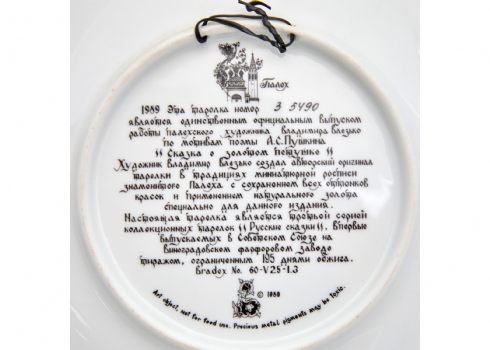 Палех
1989 Эта тарелка номер 3 5490
является единственным официальным выпуском
работы палехского художника Владимира Влезько
по мотивам поэмы А.С.Пушкина
"Сказка о золотом петушке"
Художник Владимир Влезько создал авторский оригинал
тарелки в традициях миниатюрной росписи
знаменитого Палеха с сохранением всех оттенков
красок и применением натурального золота
специально для данного издания.
Настоящая тарелка является третьей серией
коллекционных тарелок "Русские сказки", впервые
выпускаемых в Советском Союзе на
Виноградовском фарфоровом заводе
тиражом, ограниченным 195 днями обжига.
Bradex No. 60-V25-1.3
© 1988
Art object, not for food use. Precious metal pigments may be toxic.